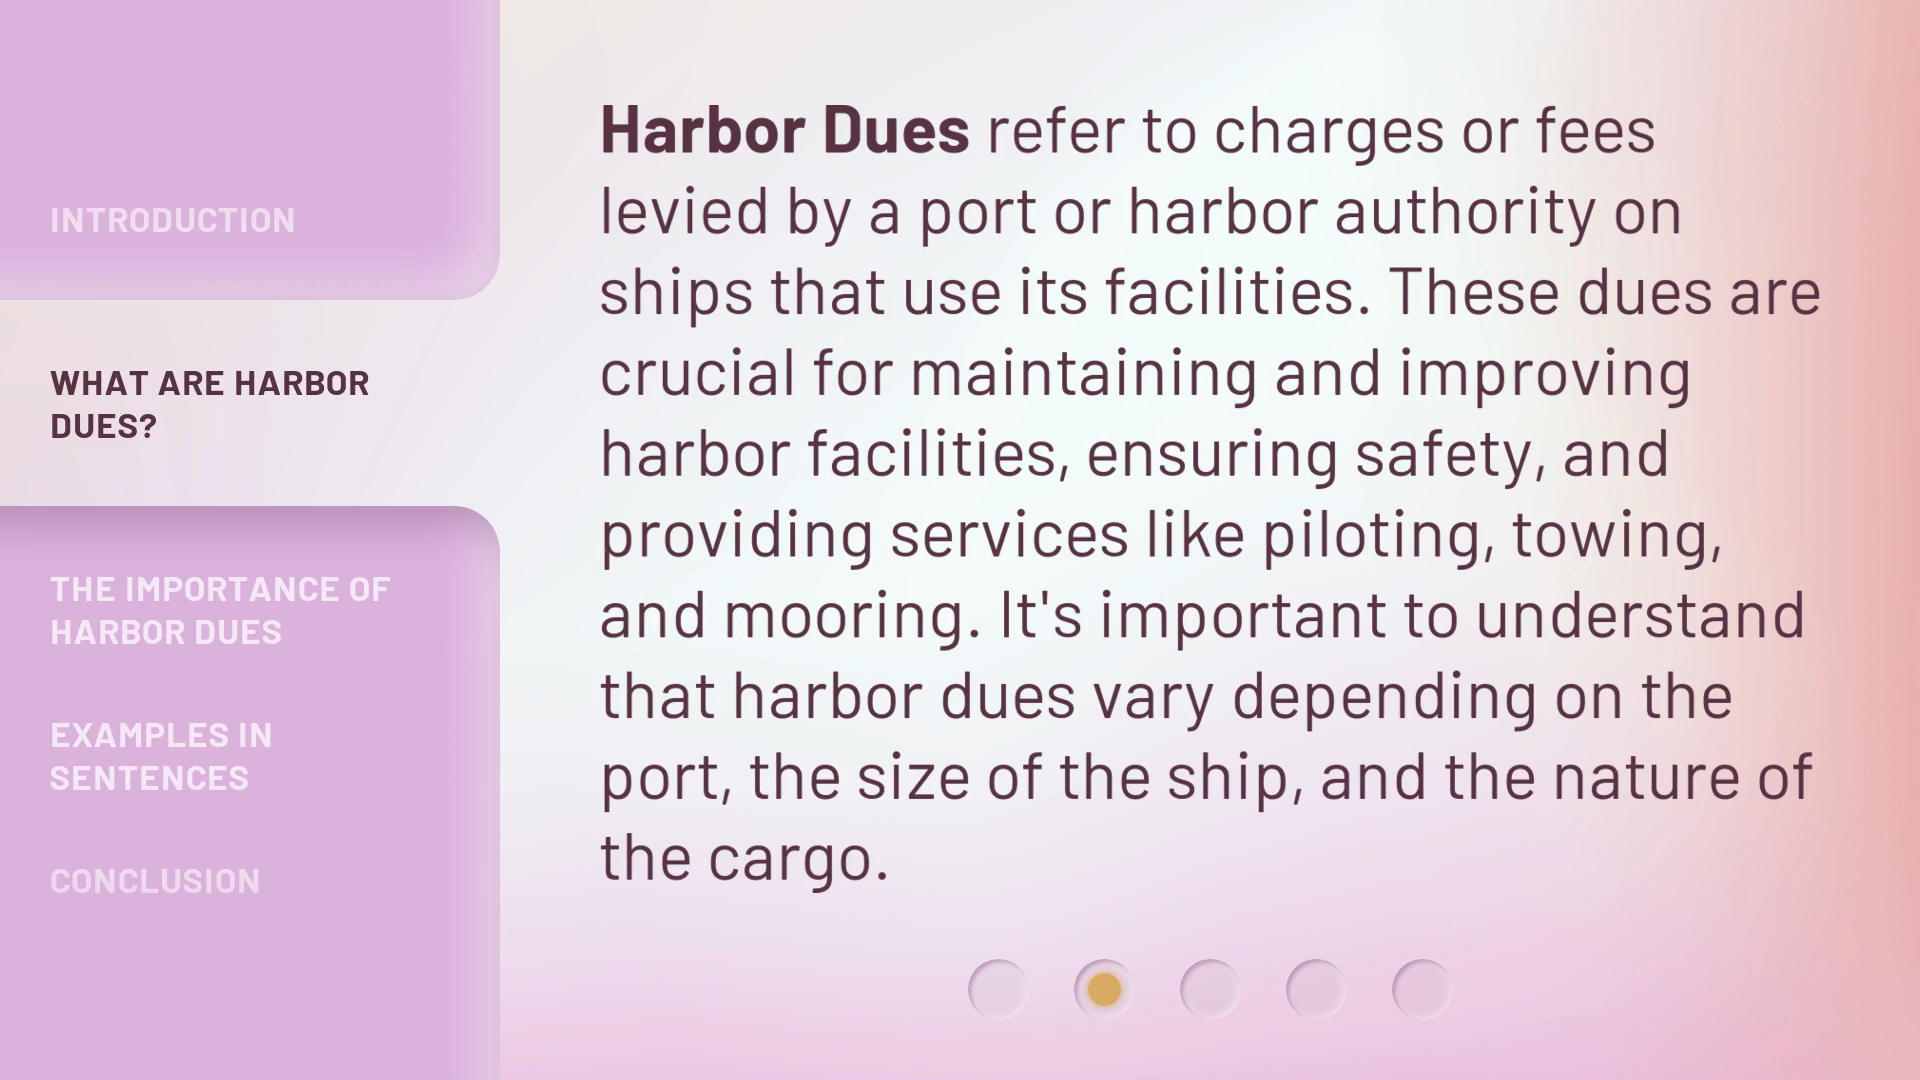 INTRODUCTION
WHAT ARE HARBOR
DUES?
THE IMPORTANCE OF
HARBOR DUES
EXAMPLES IN
SENTENCES
CONCLUSION
Harbor Dues refer to charges or fees
levied by a port or harbor authority on
ships that use its facilities. These dues are
crucial for maintaining and improving
harbor facilities, ensuring safety, and
providing services like piloting, towing,
and mooring. It's important to understand
that harbor dues vary depending on the
port, the size of the ship, and the nature of
the cargo.